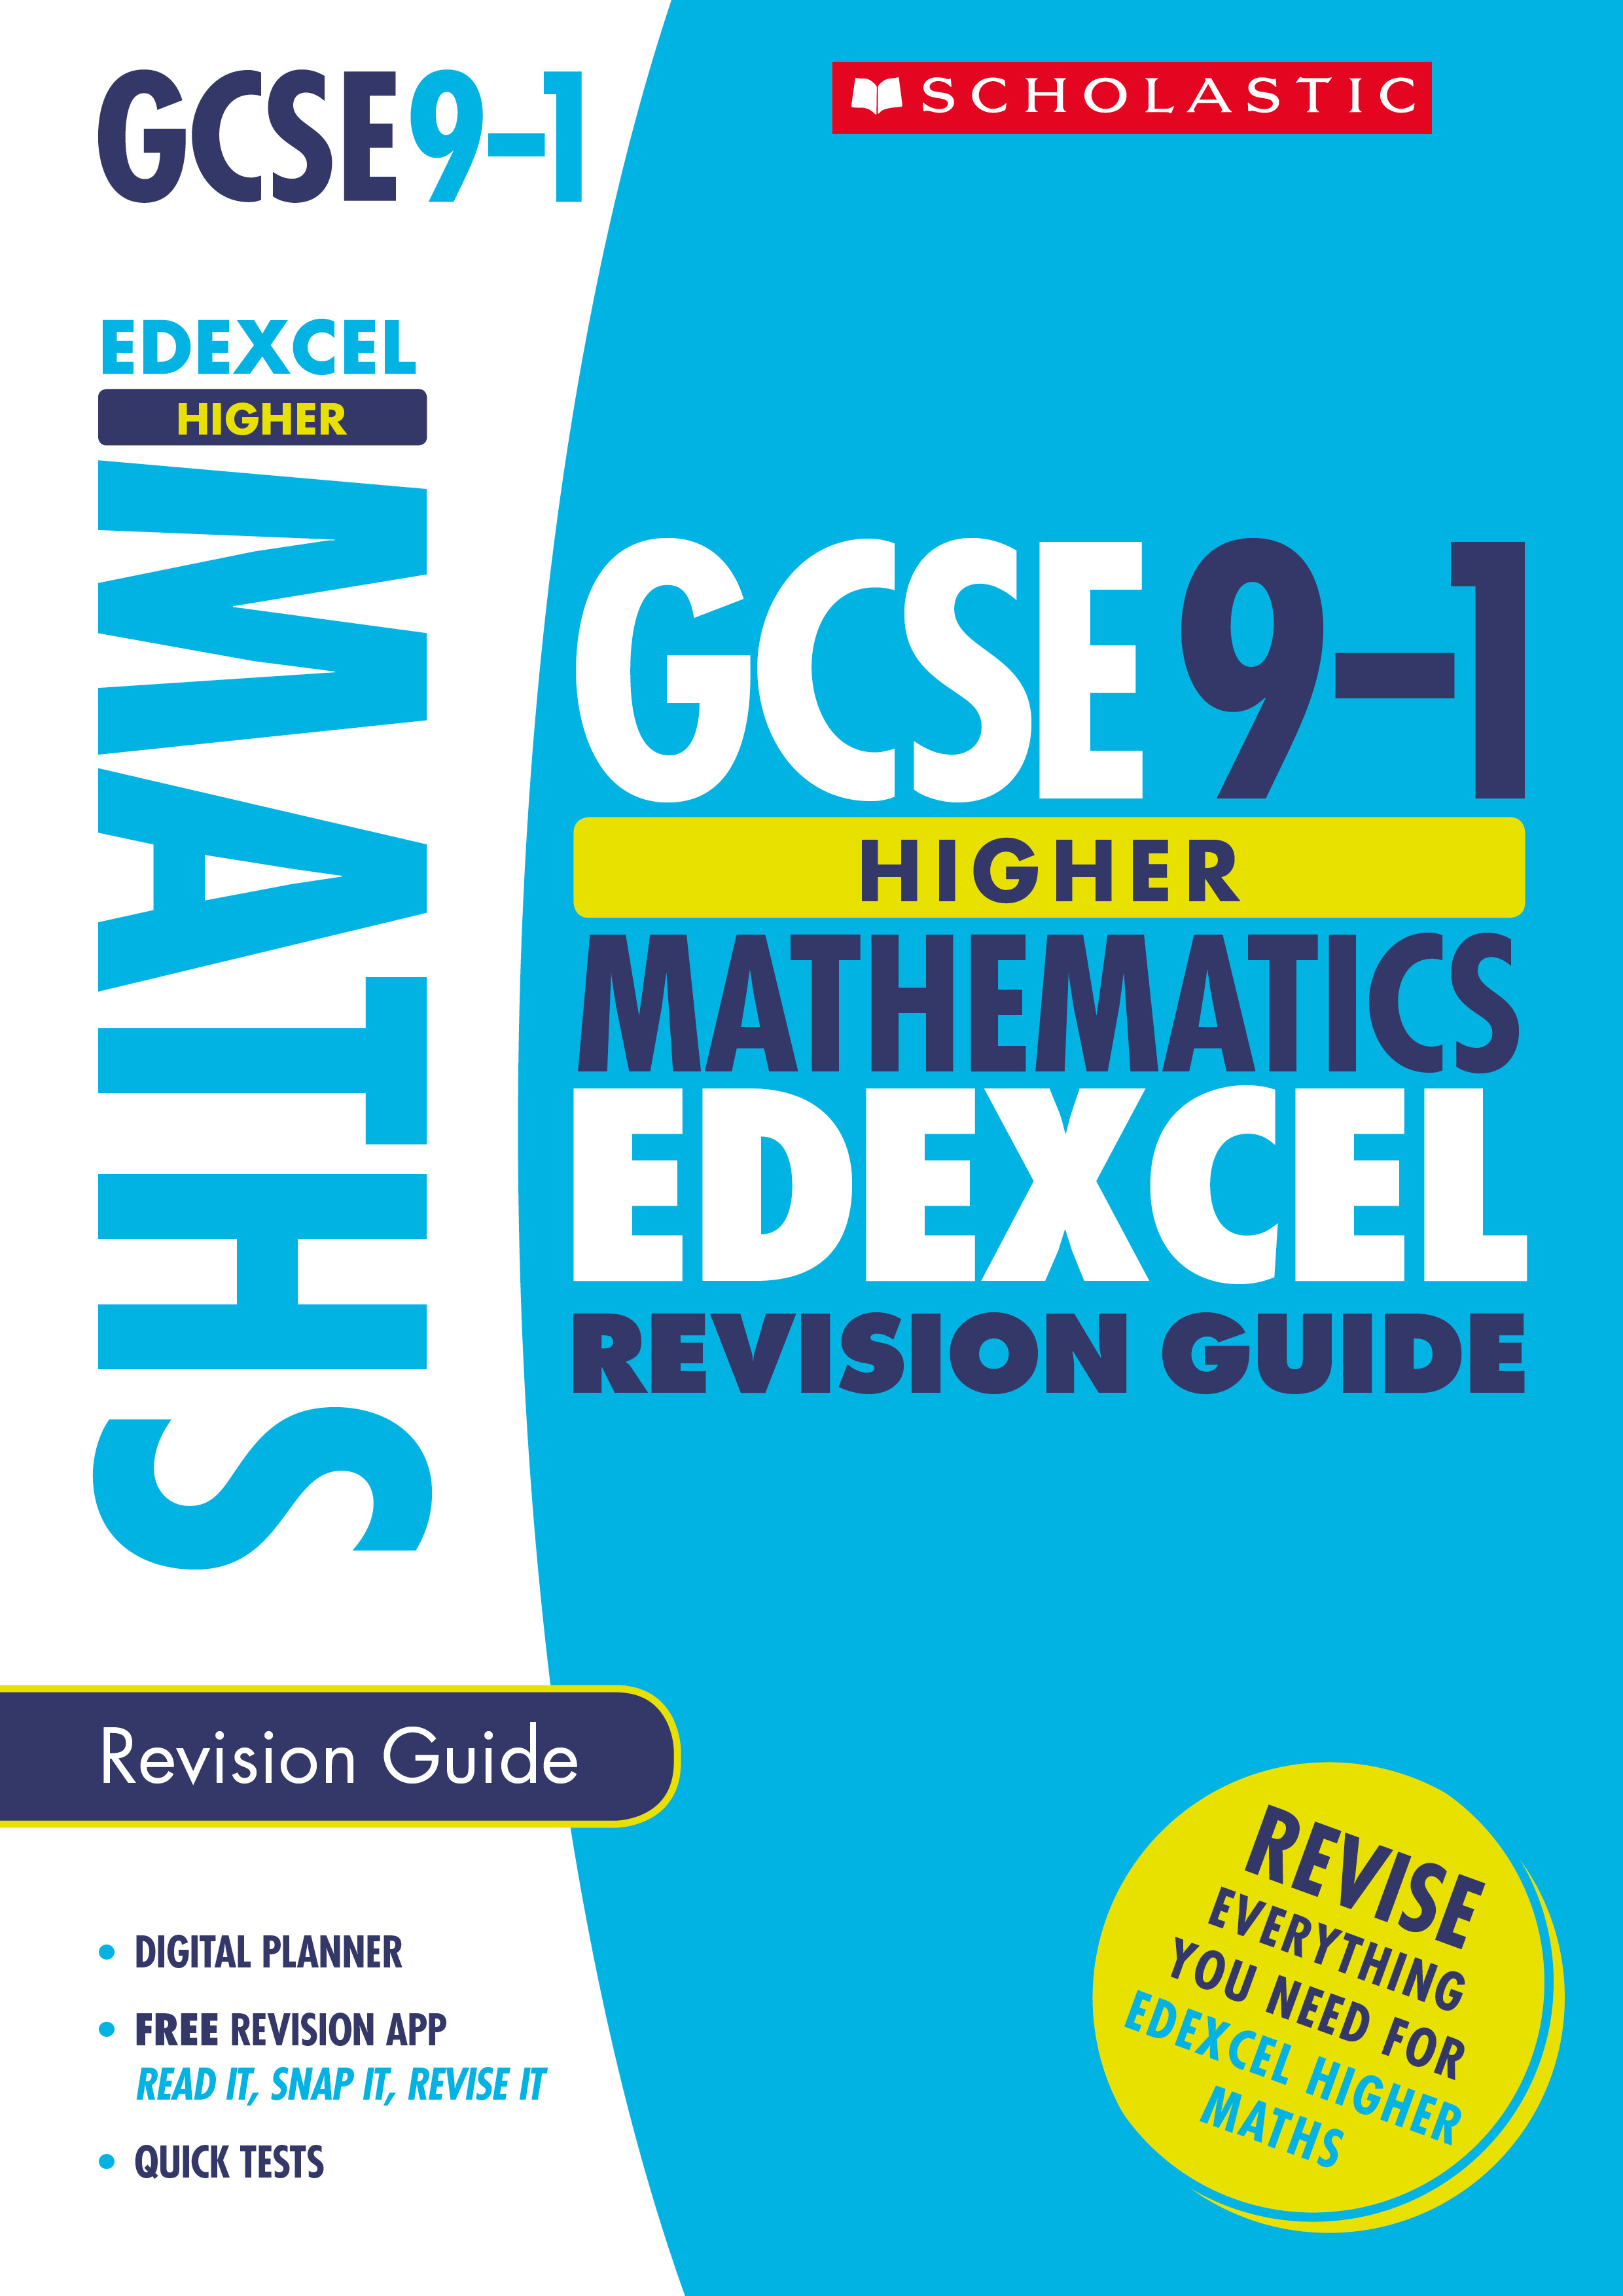 GCSE 9–1
SCHOLASTIC
EDEXCEL
HIGHER
MATHS
GCSE 9–1
HIGHER
MATHEMATICS
EDEXCEL
REVISION GUIDE
Revision Guide
• DIGITAL PLANNER
• FREE REVISION APP
READ IT, SNAP IT, REVISE IT
• QUICK TESTS
REVISE
EVERYTHING
YOU NEED FOR
EDEXCEL HIGHER
MATHS